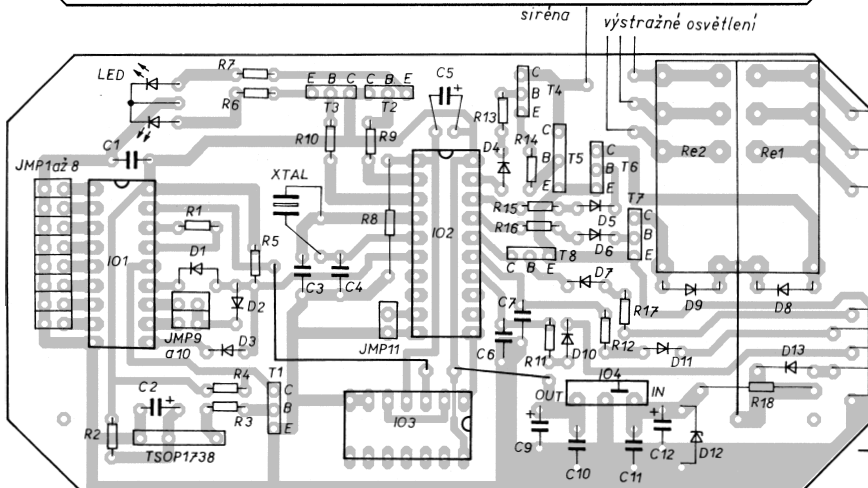 siréna
výstražné osvětlení
LED
R7
R6
E B C
T3
C B E
T2
C5
+
R13
C
B
E
T4
C1
R10
R9
D4
R14
C
B
E
T5
C
B
E
T6
Re2
Re1
JMP1až8
XTAL
R15
R16
D5
D6
T7
C
B
E
R1
R8
IO1
IO2
R5
D1
C B E
T8
C3
C4
D2
D7
R17
D9
D8
C7
JMP9
a10
JMP11
C6
R11
D10
R12
D11
D3
D13
R4
T1
C
B
E
IO4
OUT
IN
R18
C2
+
R3
R2
TSOP1738
IO3
+
C9
C10
C11
+
C12
D12